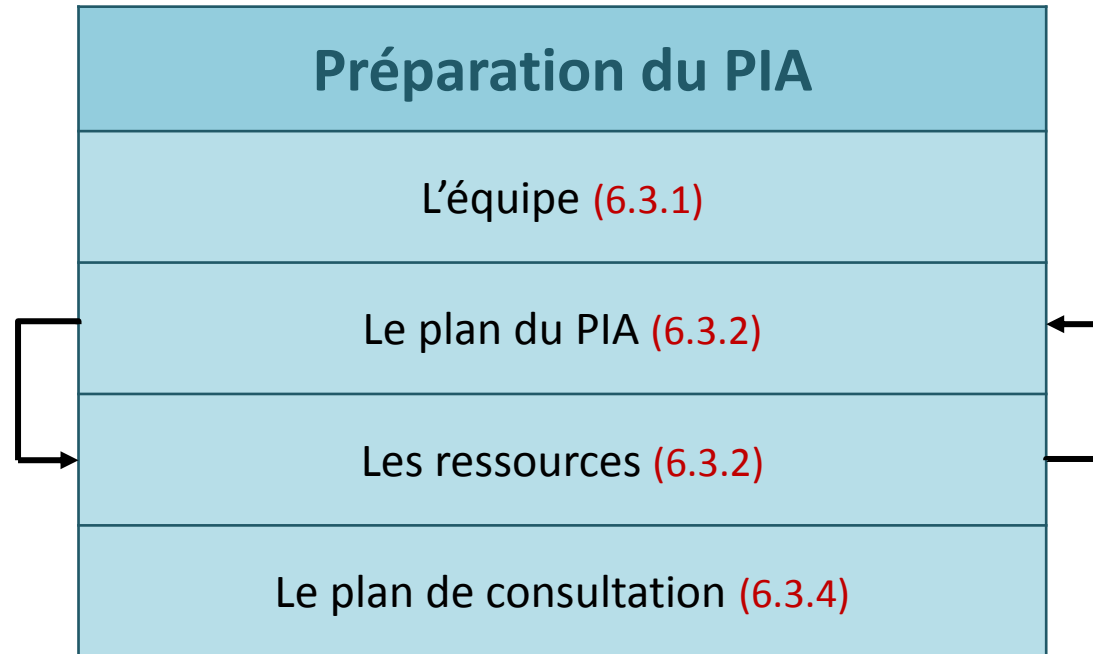 Préparation du PIA
L’équipe (6.3.1)
Le plan du PIA (6.3.2)
Les ressources (6.3.2)
Le plan de consultation (6.3.4)